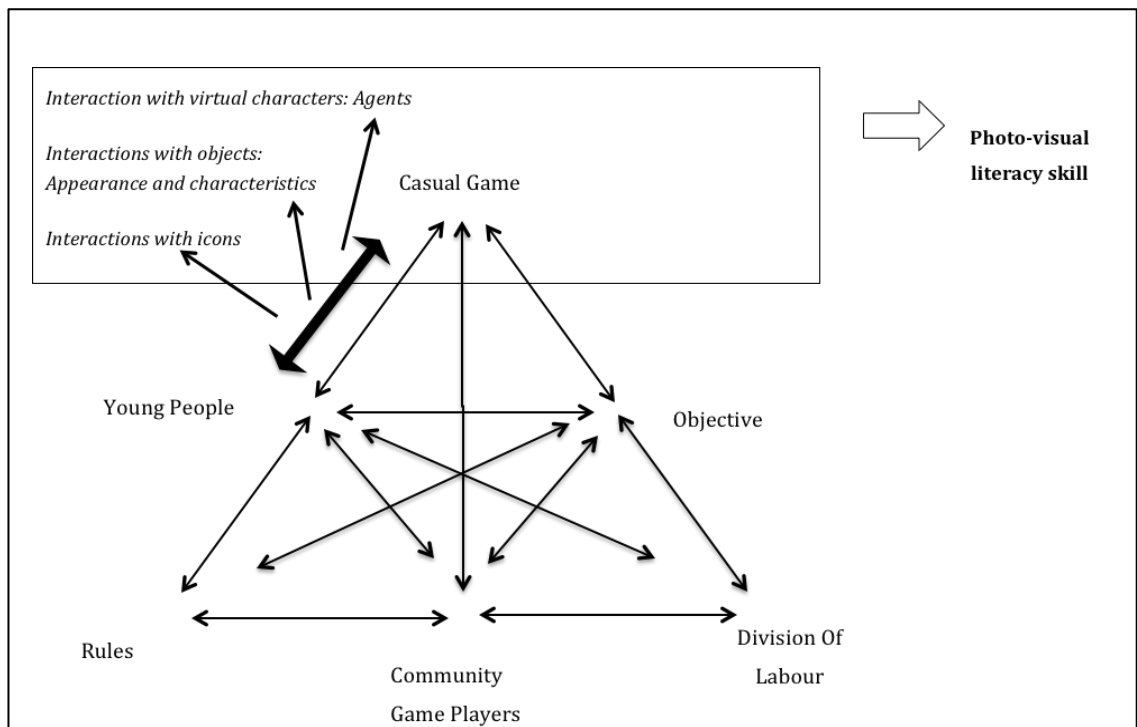 Interaction with virtual characters: Agents
Interactions with objects:
Appearance and characteristics
Interactions with icons
Photo-visual
literacy skill
Casual Game
Young People
Objective
Rules
Community
Game Players
Division Of
Labour